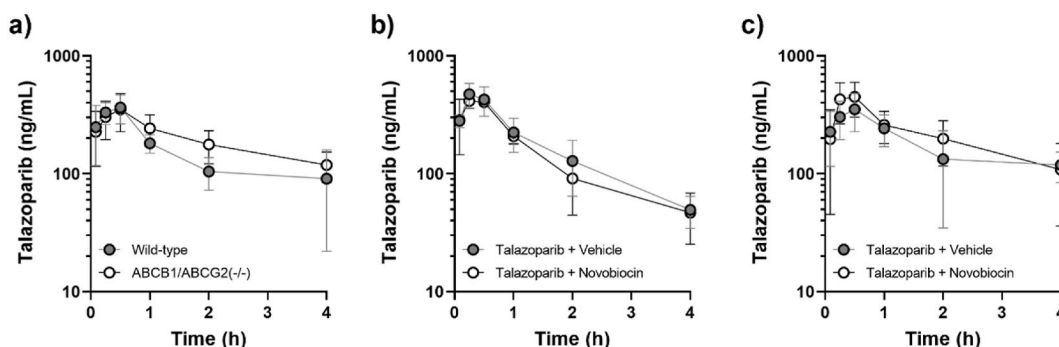 a)
Talazoparib (ng/mL)
1000
100
10
0
1
2
3
4
Time (h)
Wild-type
ABCB1/ABCG2(-/-)
b)
Talazoparib (ng/mL)
1000
100
10
0
1
2
3
4
Time (h)
Talazoparib + Vehicle
Talazoparib + Novobiocin
c)
Talazoparib (ng/mL)
1000
100
10
0
1
2
3
4
Time (h)
Talazoparib + Vehicle
Talazoparib + Novobiocin